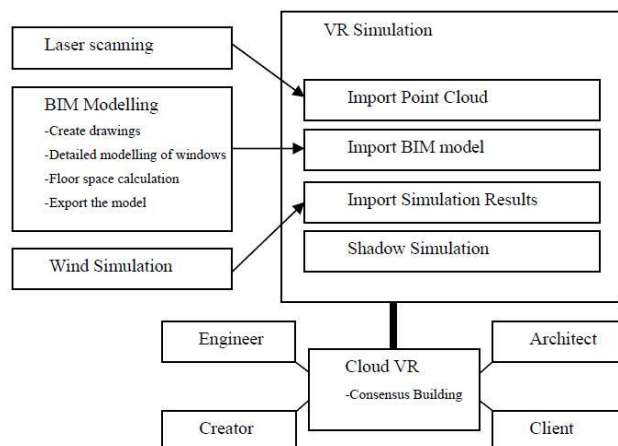 VR Simulation
Laser scanning
BIM Modelling
-Create drawings
-Detailed modelling of windows
-Floor space calculation
-Export the model
Wind Simulation
Import Point Cloud
Import BIM model
Import Simulation Results
Shadow Simulation
Engineer
Architect
Cloud VR
-Consensus Building
Creator
Client